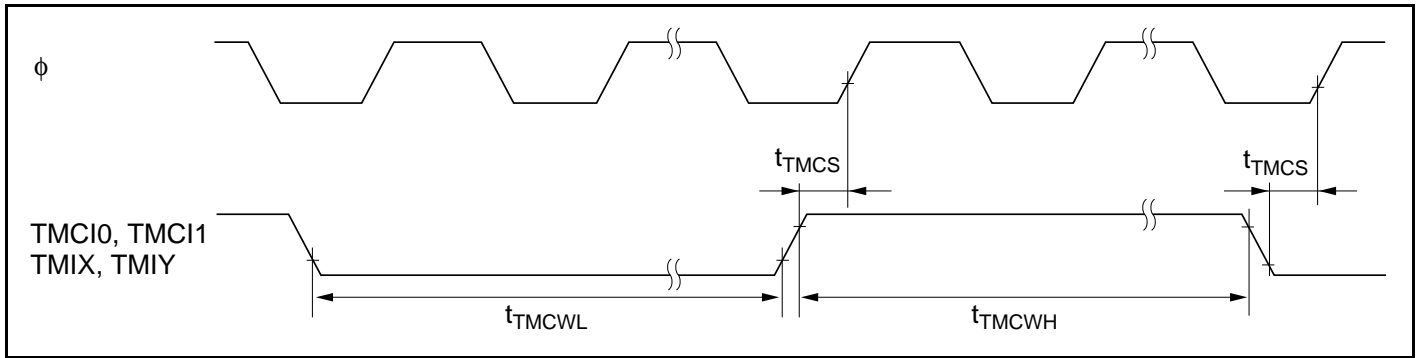 ϕ
tTMCS
tTMCS
TMCI0, TMCI1
TMIX, TMIY
tTMCWL
tTMCWH